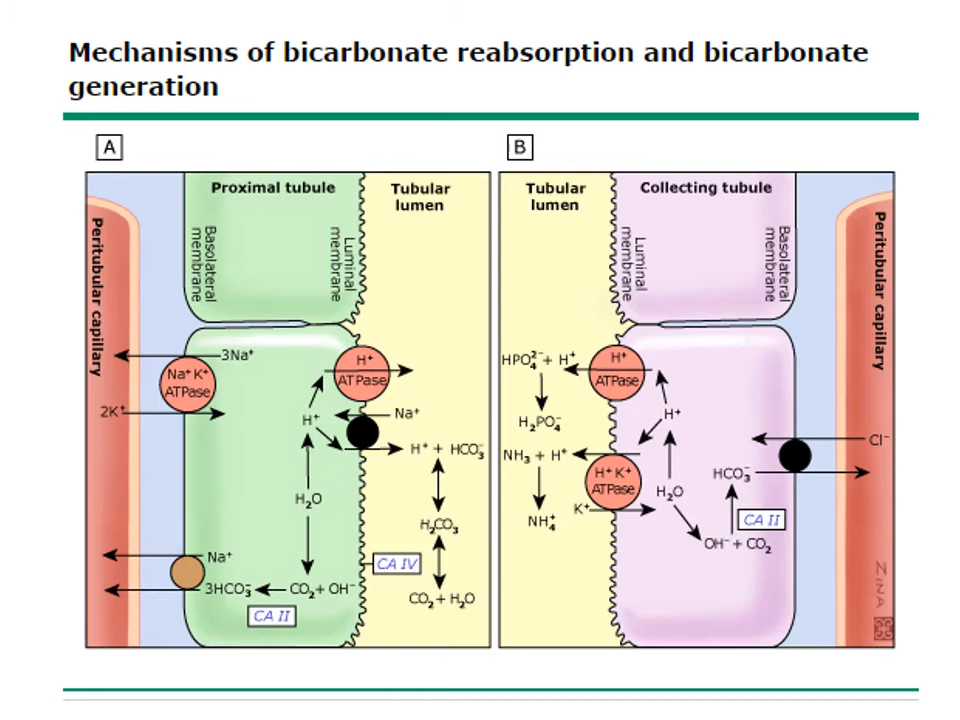 Mechanisms of bicarbonate reabsorption and bicarbonate
generation
A
Proximal tubule
Tubular
lumen
Peritubular capillary
Basolateral
membrane
Luminal
membrane
3Na⁺
Na⁺ K⁺
ATPase
2K⁺
H⁺
ATPase
Na⁺
H⁺
H⁺ + HCO₃⁻
H₂O
H₂CO₃
Na⁺
CA IV
3HCO₃⁻
CO₂ + OH⁻
CO₂ + H₂O
CA II
B
Tubular
lumen
Collecting tubule
Luminal
membrane
Basolateral
membrane
Peritubular capillary
HPO₄²⁻ + H⁺
H⁺
ATPase
H₂PO₄⁻
H⁺
Cl⁻
NH₃ + H⁺
H⁺ K⁺
ATPase
HCO₃⁻
H₂O
K⁺
NH₄⁺
CA II
OH⁻ + CO₂
ZINA